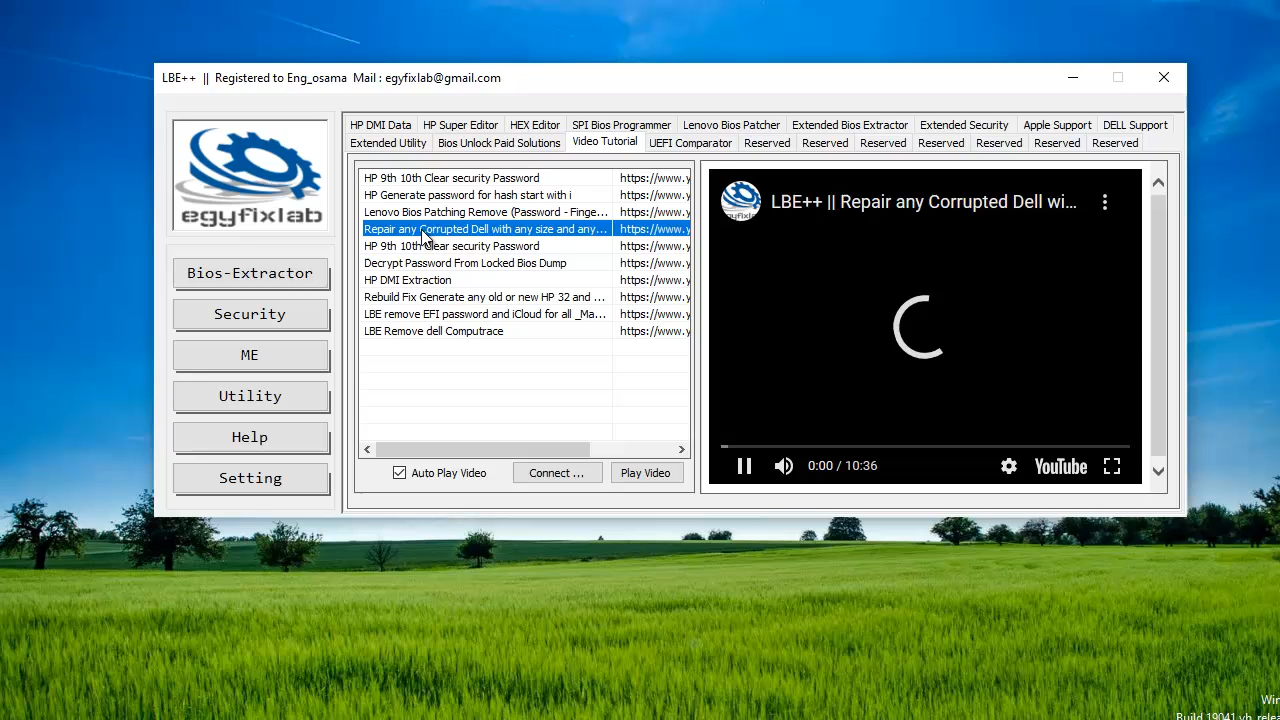 LBE++ || Registered to Eng_osama Mail : egyfixlab@gmail.com
egyfixlab
Bios-Extractor
Security
ME
Utility
Help
Setting
HP DMI Data HP Super Editor HEX Editor SPI Bios Programmer Lenovo Bios Patcher Extended Bios Extractor Extended Security Apple Support DELL Support
Extended Utility Bios Unlock Paid Solutions Video Tutorial UEFI Comparator Reserved Reserved Reserved Reserved Reserved Reserved Reserved
HP 9th 10th Clear security Password https://www.y
HP Generate password for hash start with i https://www.y
Lenovo Bios Patching Remove (Password - Finge... https://www.y
Repair any Corrupted Dell with any size and any... https://www.y
HP 9th 10th Clear security Password https://www.y
Decrypt Password From Locked Bios Dump https://www.y
HP DMI Extraction https://www.y
Rebuild Fix Generate any old or new HP 32 and ... https://www.y
LBE remove EFI password and iCloud for all _Ma... https://www.y
LBE Remove dell Computrace https://www.y
Auto Play Video Connect ... Play Video
egyfixlab
LBE++ || Repair any Corrupted Dell wi...
0:00 / 10:36 YouTube
Win
Build 19041.vb_rele